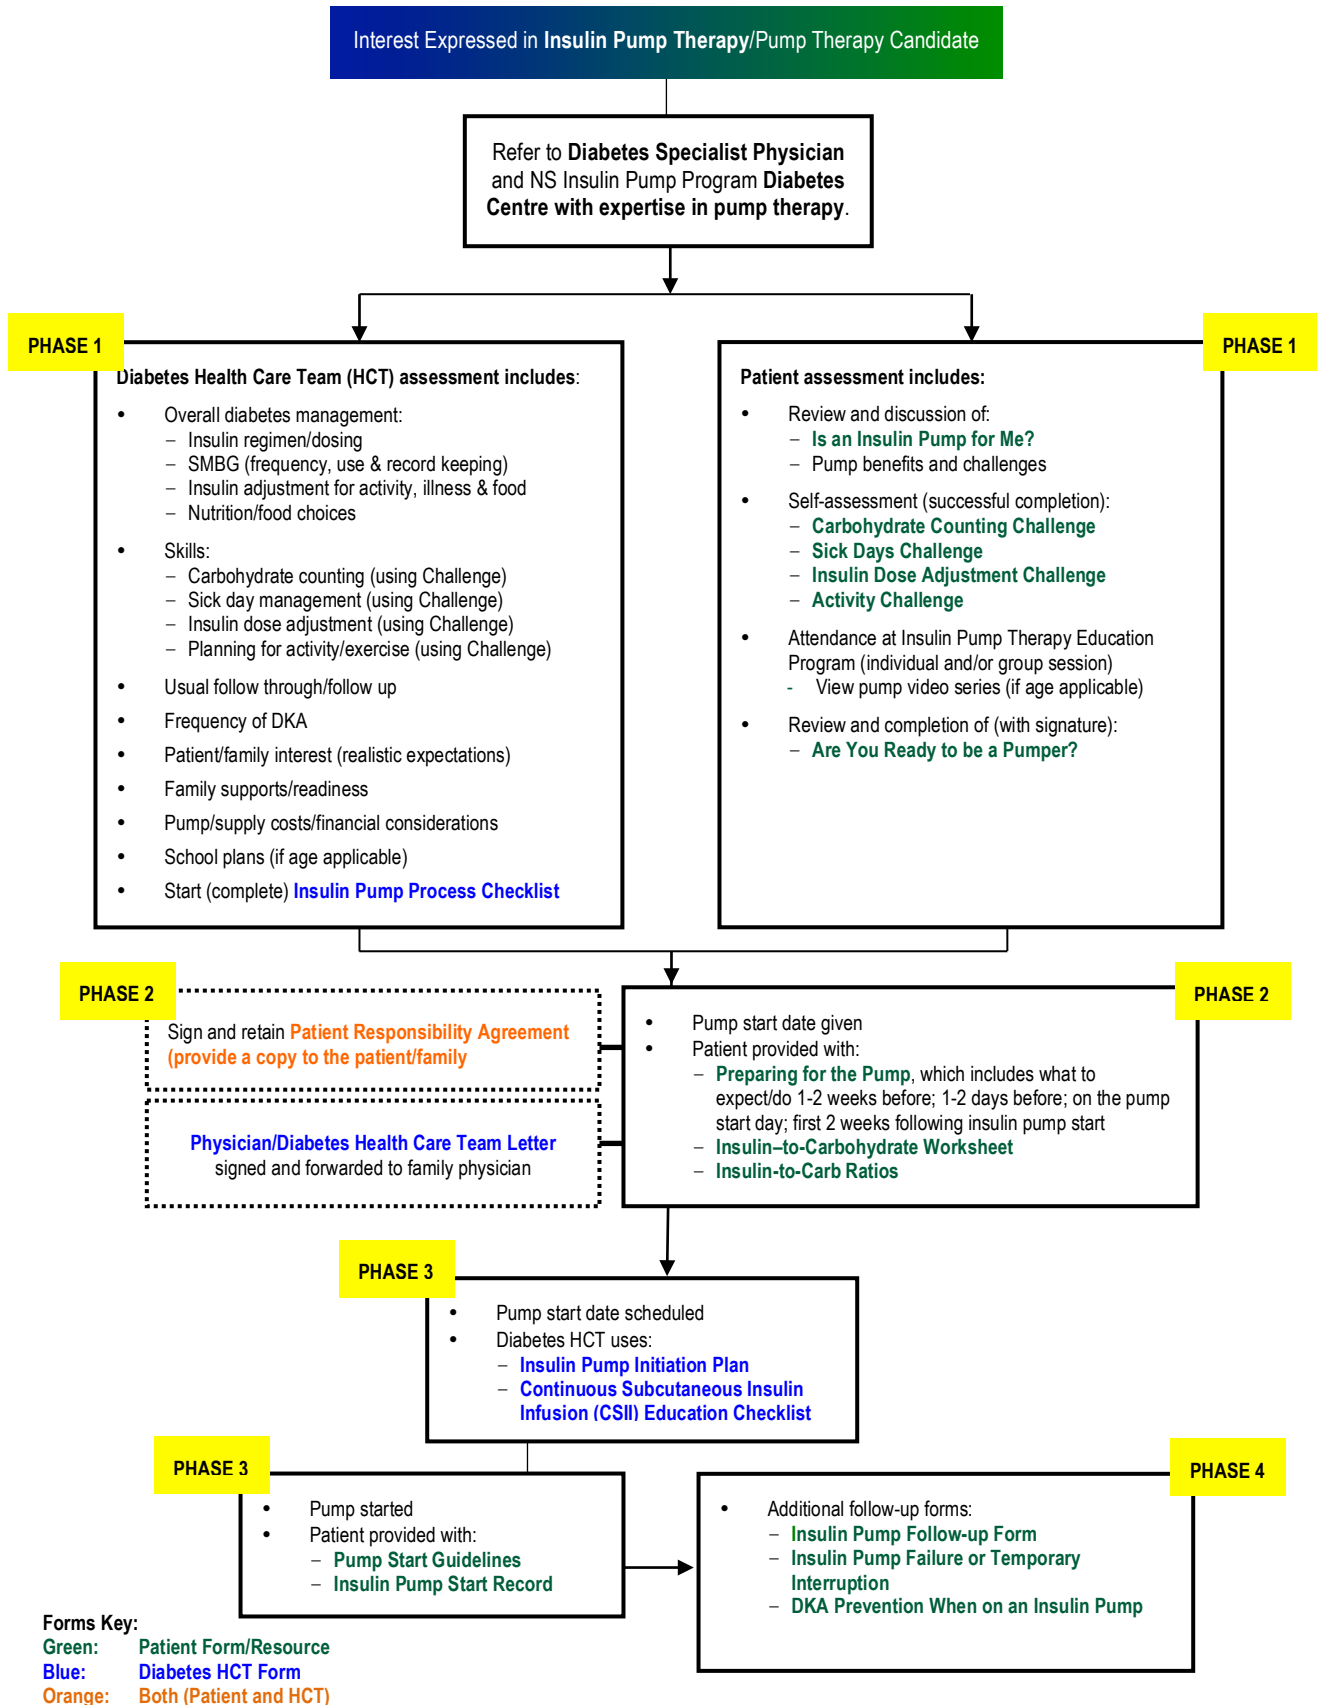 Interest Expressed in Insulin Pump Therapy/Pump Therapy Candidate
Refer to Diabetes Specialist Physician
and NS Insulin Pump Program Diabetes
Centre with expertise in pump therapy.
PHASE 1
Diabetes Health Care Team (HCT) assessment includes:
• Overall diabetes management:
– Insulin regimen/dosing
– SMBG (frequency, use & record keeping)
– Insulin adjustment for activity, illness & food
– Nutrition/food choices
• Skills:
– Carbohydrate counting (using Challenge)
– Sick day management (using Challenge)
– Insulin dose adjustment (using Challenge)
– Planning for activity/exercise (using Challenge)
• Usual follow through/follow up
• Frequency of DKA
• Patient/family interest (realistic expectations)
• Family supports/readiness
• Pump/supply costs/financial considerations
• School plans (if age applicable)
• Start (complete) Insulin Pump Process Checklist
PHASE 1
Patient assessment includes:
• Review and discussion of:
– Is an Insulin Pump for Me?
– Pump benefits and challenges
• Self-assessment (successful completion):
– Carbohydrate Counting Challenge
– Sick Days Challenge
– Insulin Dose Adjustment Challenge
– Activity Challenge
• Attendance at Insulin Pump Therapy Education
Program (individual and/or group session)
- View pump video series (if age applicable)
• Review and completion of (with signature):
– Are You Ready to be a Pumper?
PHASE 2
Sign and retain Patient Responsibility Agreement
(provide a copy to the patient/family
Physician/Diabetes Health Care Team Letter
signed and forwarded to family physician
PHASE 2
• Pump start date given
• Patient provided with:
– Preparing for the Pump, which includes what to
expect/do 1-2 weeks before; 1-2 days before; on the pump
start day; first 2 weeks following insulin pump start
– Insulin–to-Carbohydrate Worksheet
– Insulin-to-Carb Ratios
PHASE 3
• Pump start date scheduled
• Diabetes HCT uses:
– Insulin Pump Initiation Plan
– Continuous Subcutaneous Insulin
Infusion (CSII) Education Checklist
PHASE 3
• Pump started
• Patient provided with:
– Pump Start Guidelines
– Insulin Pump Start Record
PHASE 4
• Additional follow-up forms:
– Insulin Pump Follow-up Form
– Insulin Pump Failure or Temporary
Interruption
– DKA Prevention When on an Insulin Pump
Forms Key:
Green: Patient Form/Resource
Blue: Diabetes HCT Form
Orange: Both (Patient and HCT)